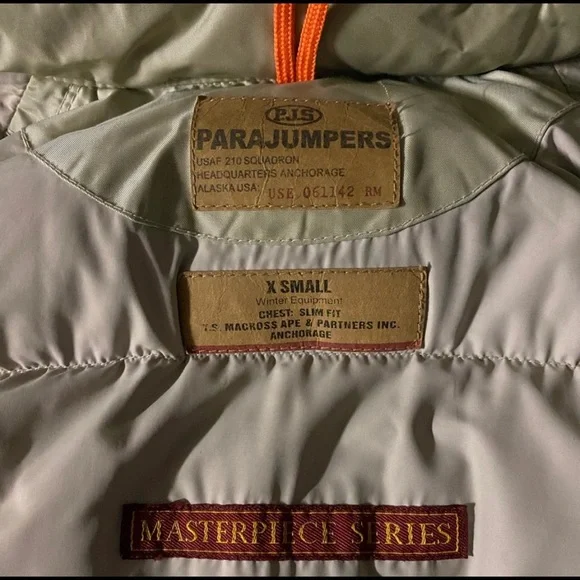 P.J.S
PARAJUMPERS
USAF 210 SQUADRON
HEADQUARTERS ANCHORAGE
ALASKA USA: USE 061142 RM
X SMALL
Winter Equipment
CHEST: SLIM FIT
T.S. MACROSS APE & PARTNERS INC.
ANCHORAGE
MASTERPIECE SERIES